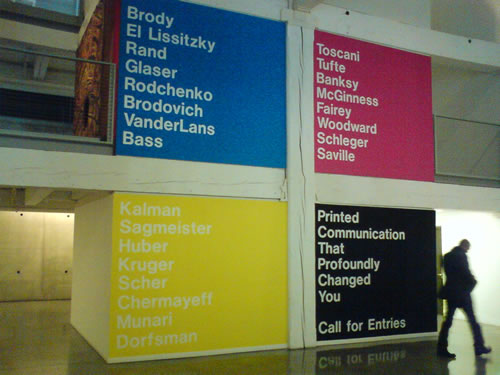 Brody
El Lissitzky
Rand
Glaser
Rodchenko
Brodovich
VanderLans
Bass
Toscani
Tufte
Banksy
McGinness
Fairey
Woodward
Schleger
Saville
Kalman
Sagmeister
Huber
Kruger
Scher
Chermayeff
Munari
Dorfsman
Printed
Communication
That
Profoundly
Changed
You
Call for Entries